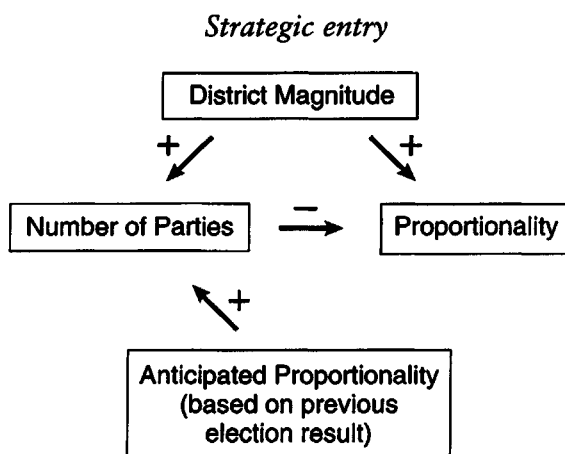 Strategic entry
District Magnitude
+
+
Number of Parties
−
Proportionality
+
Anticipated Proportionality
(based on previous
election result)